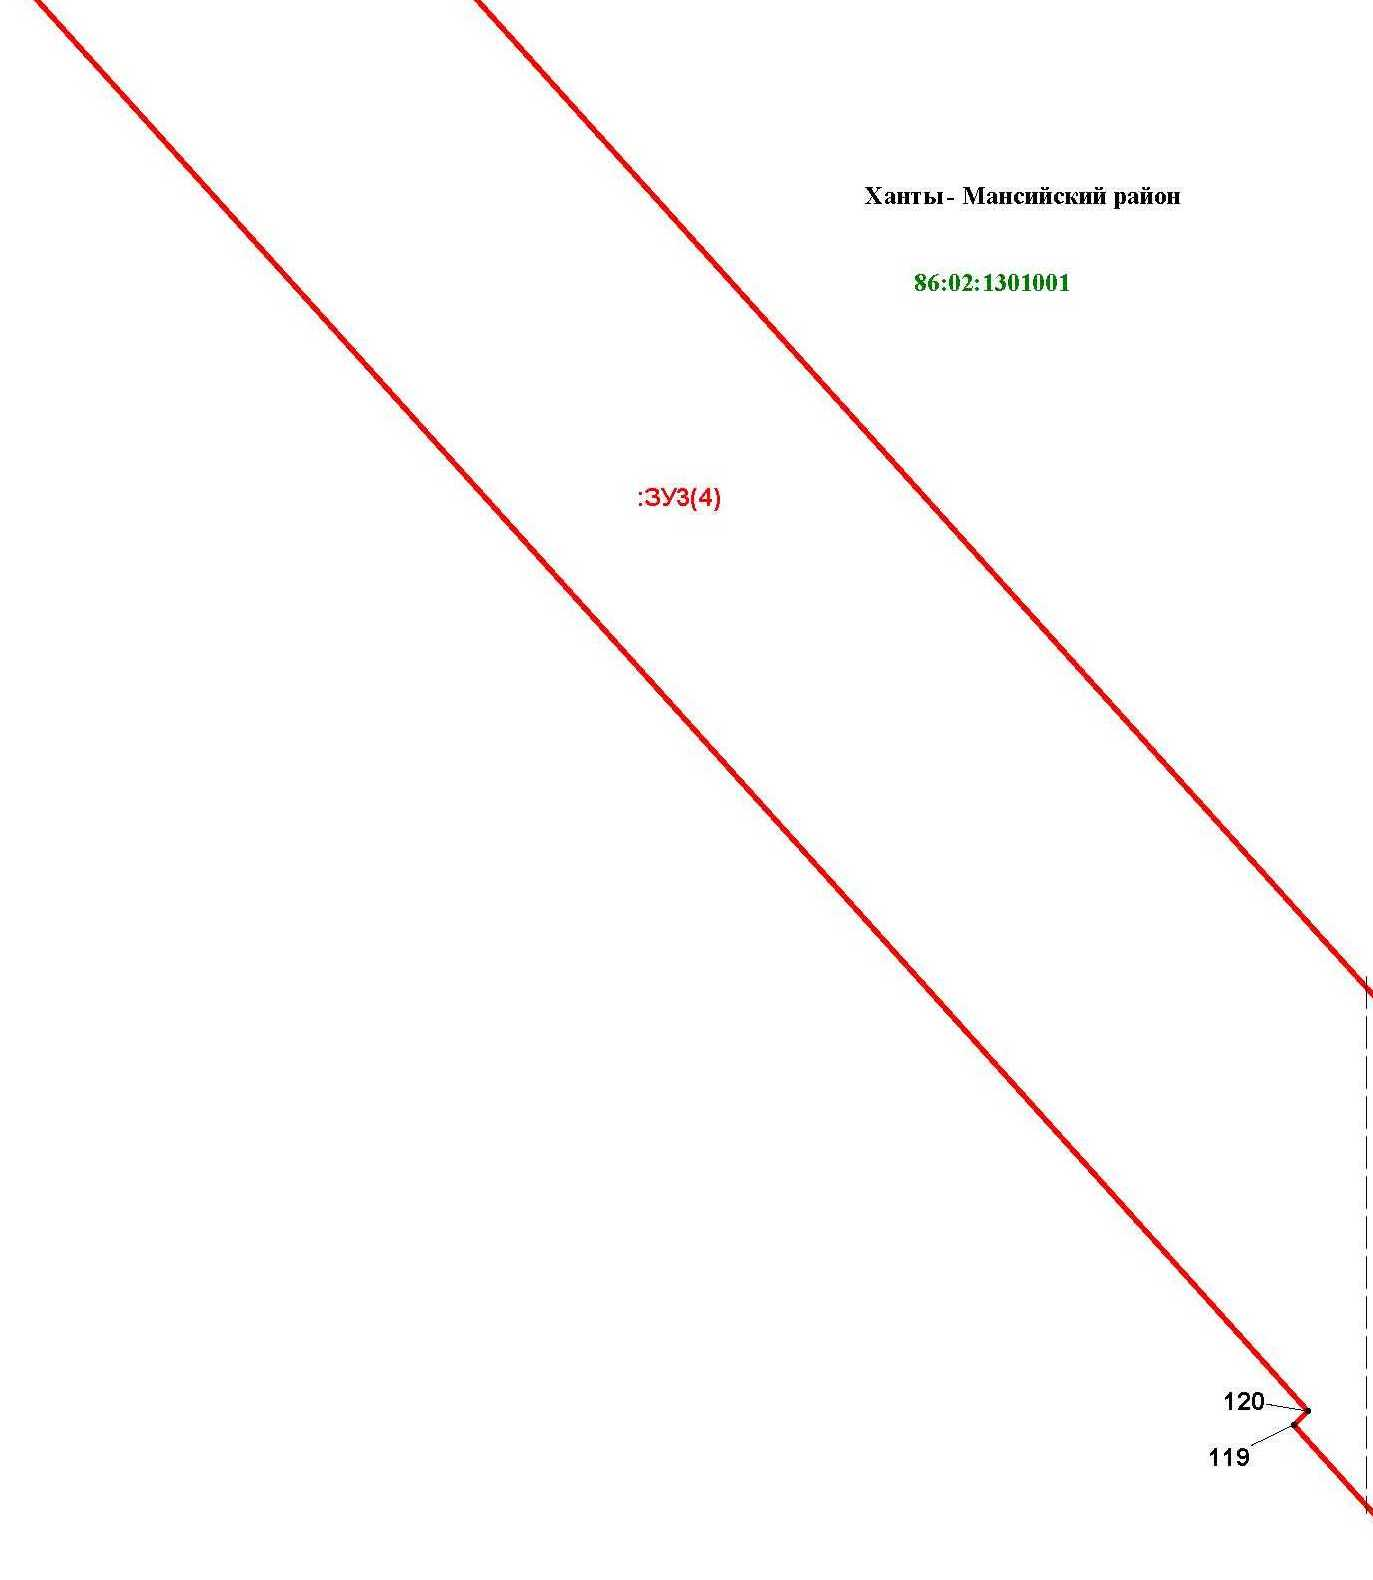 Ханты- Мансийский район
86:02:1301001
:ЗУ3(4)
120
119